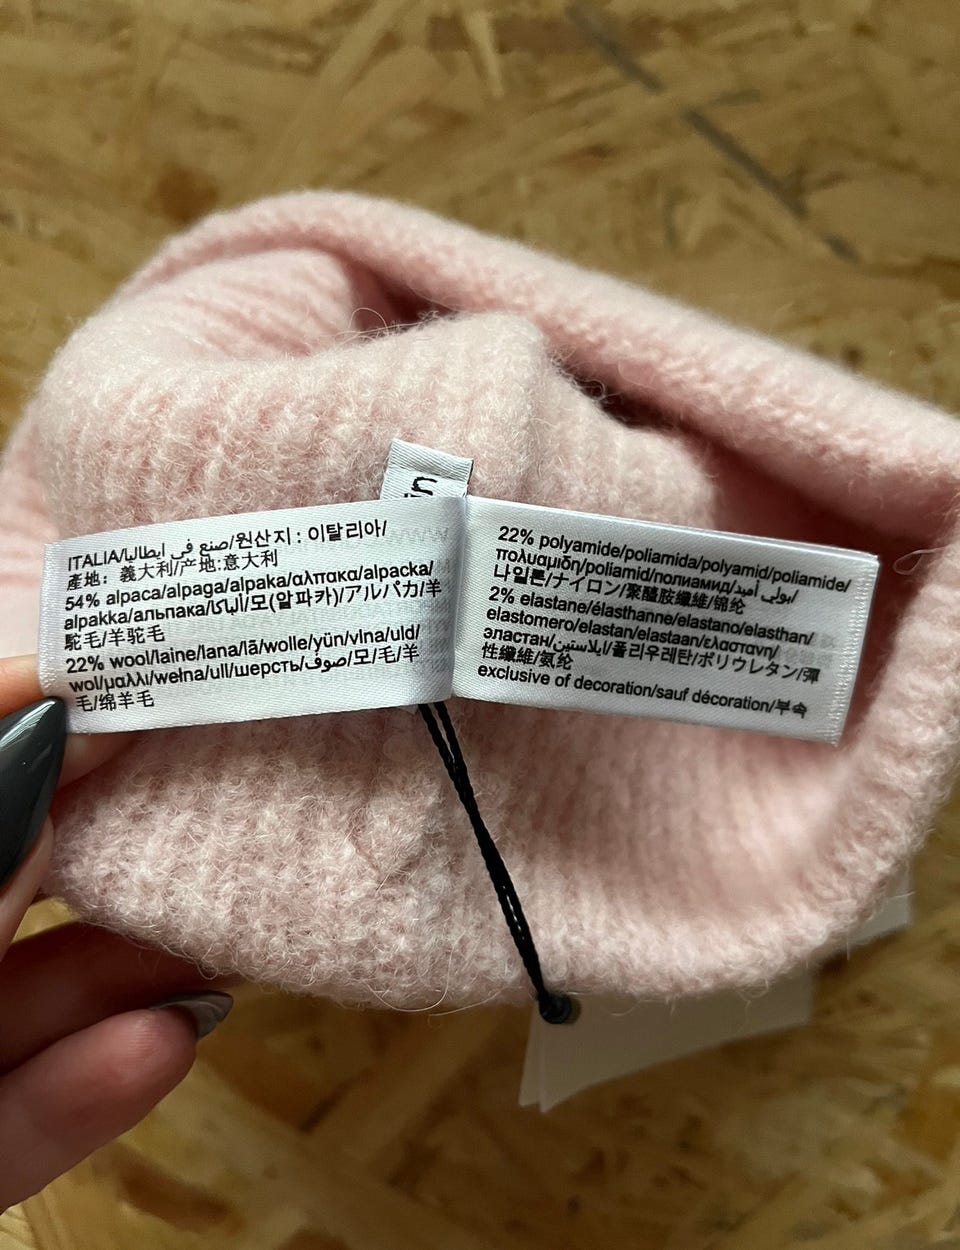 ITALIA/صنع في ايطاليا/원산지 : 이탈리아/
產地： 義大利/产地:意大利
54% alpaca/alpaga/alpaka/αλπακα/alpacka/
alpakka/альпака/ألباكا/모(알파카)/アルパカ/羊
駝毛/羊驼毛
22% wool/laine/lana/lã/wolle/yün/vlna/uld/
wol/μαλλι/wełna/ull/шерсть/صوف/모/毛/羊
毛/绵羊毛
22% polyamide/poliamida/polyamid/poliamide/
πολυαμιδη/poliamid/полиамид/بولي أميد/
나일론/ナイロン/聚醯胺纖維/锦纶
2% elastane/élasthanne/elastano/elasthan/
elastomero/elastan/elastaan/ελαστανη/
эластан/ايلاستين/폴리우레탄/ポリウレタン/彈
性纖維/氨纶
exclusive of decoration/sauf décoration/부속